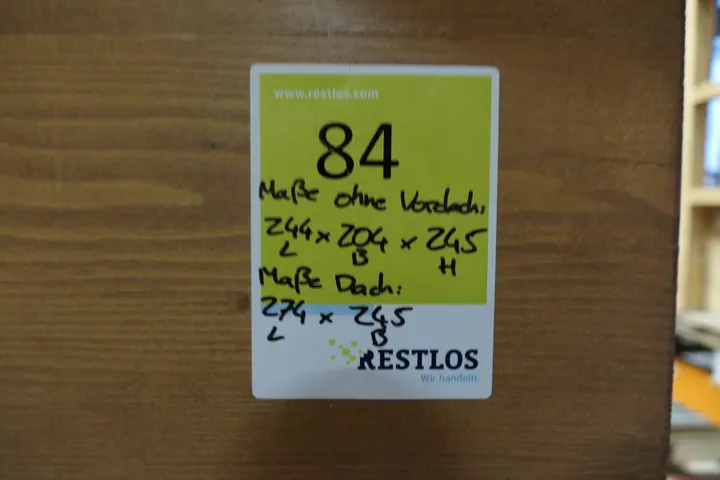 www.restlos.com
84
Maße ohne Vordach:
244 x 204 x 245
L B H
Maße Dach:
274 x 245
L B
RESTLOS
Wir handeln.